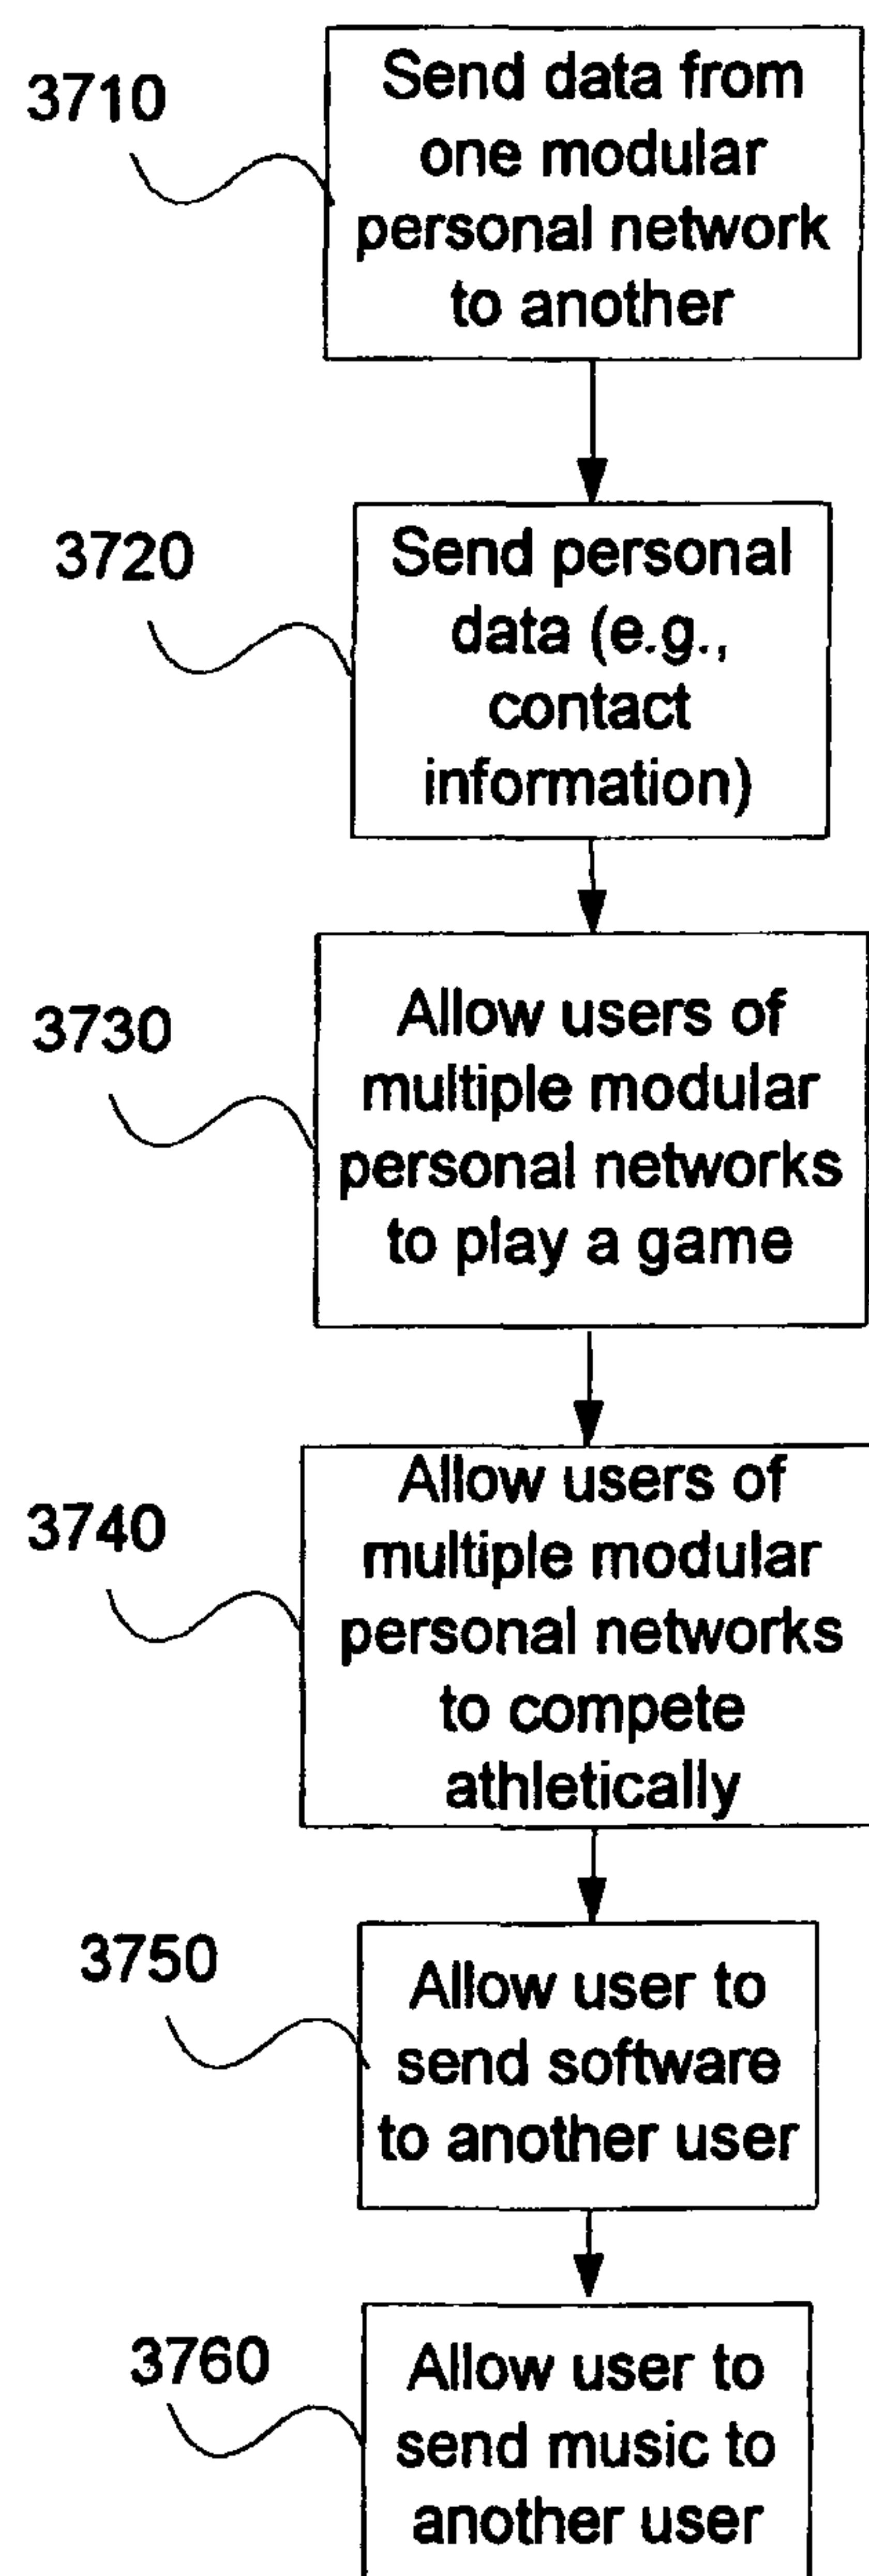 3710
Send data from
one modular
personal network
to another
3720
Send personal
data (e.g.,
contact
information)
3730
Allow users of
multiple modular
personal networks
to play a game
3740
Allow users of
multiple modular
personal networks
to compete
athletically
3750
Allow user to
send software
to another user
3760
Allow user to
send music to
another user